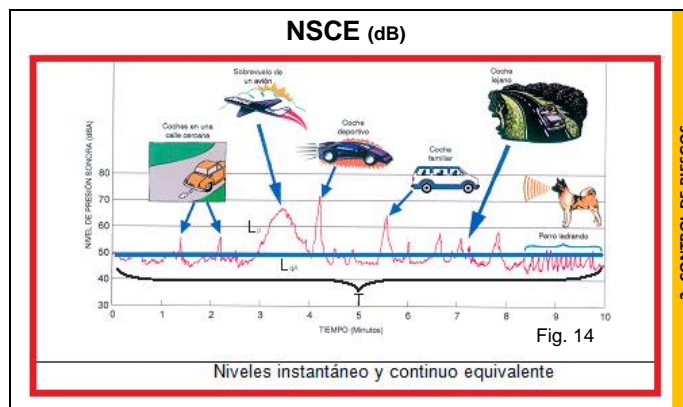 NSCE (dB)
Sobrevuelo de
un avión
Coche
lejano
Coche
deportivo
Coches en una
calle cercana
Coche
familiar
NIVEL DE PRESIÓN SONORA (dBA)
80
70
60
50
40
30
Lp
LqA
Perro ladrando
T
0 1 2 3 4 5 6 7 8 9 10
TIEMPO (Minutos)
Fig. 14
Niveles instantáneo y continuo equivalente